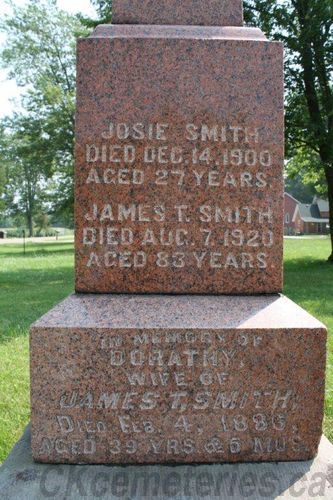 JOSIE SMITH
DIED DEC. 14, 1900
AGED 27 YEARS.
JAMES T. SMITH
DIED AUG. 7, 1920
AGED 83 YEARS.
IN MEMORY OF
DORATHY,
WIFE OF
JAMES T. SMITH,
DIED FEB. 4, 1886,
AGED 39 YRS. & 5 MOS.
CKcemeteries.ca